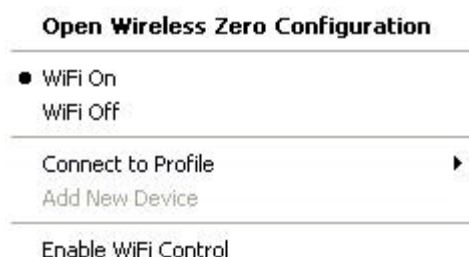 Open Wireless Zero Configuration
WiFi On
WiFi Off
Connect to Profile
Add New Device
Enable WiFi Control